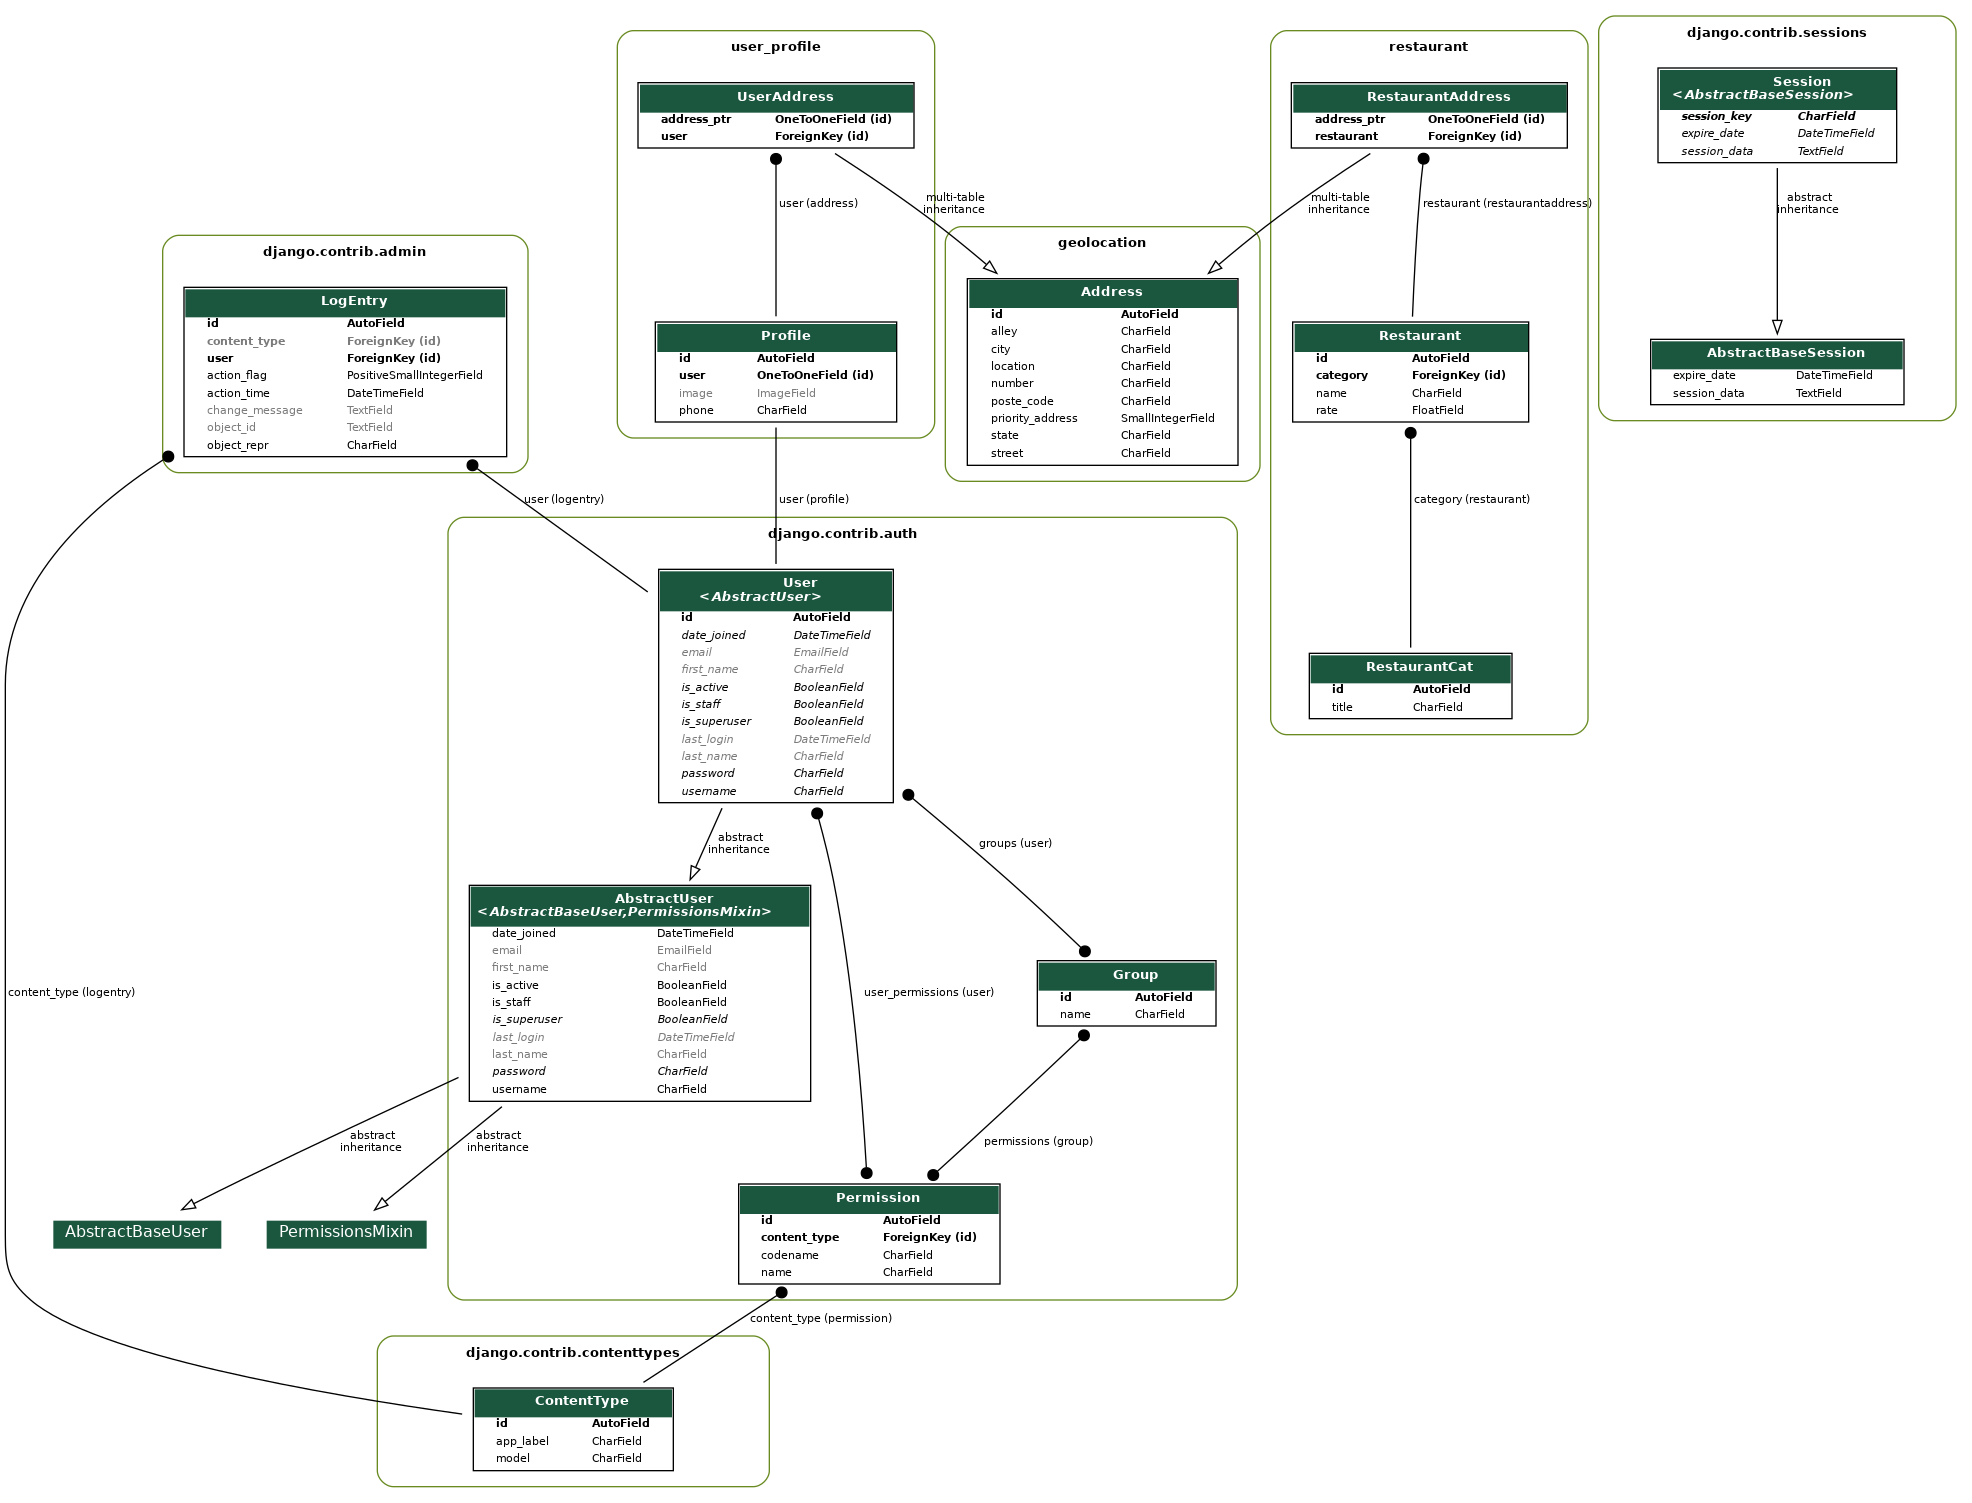 django.contrib.sessions
Session
<AbstractBaseSession>
session_key CharField
expire_date DateTimeField
session_data TextField
abstract
inheritance
AbstractBaseSession
expire_date DateTimeField
session_data TextField
user_profile
UserAddress
address_ptr OneToOneField (id)
user ForeignKey (id)
user (address)
multi-table
inheritance
Profile
id AutoField
user OneToOneField (id)
image ImageField
phone CharField
user (profile)
restaurant
RestaurantAddress
address_ptr OneToOneField (id)
restaurant ForeignKey (id)
multi-table
inheritance
restaurant (restaurantaddress)
Restaurant
id AutoField
category ForeignKey (id)
name CharField
rate FloatField
category (restaurant)
RestaurantCat
id AutoField
title CharField
geolocation
Address
id AutoField
alley CharField
city CharField
location CharField
number CharField
poste_code CharField
priority_address SmallIntegerField
state CharField
street CharField
django.contrib.admin
LogEntry
id AutoField
content_type ForeignKey (id)
user ForeignKey (id)
action_flag PositiveSmallIntegerField
action_time DateTimeField
change_message TextField
object_id TextField
object_repr CharField
user (logentry)
content_type (logentry)
django.contrib.auth
User
<AbstractUser>
id AutoField
date_joined DateTimeField
email EmailField
first_name CharField
is_active BooleanField
is_staff BooleanField
is_superuser BooleanField
last_login DateTimeField
last_name CharField
password CharField
username CharField
abstract
inheritance
groups (user)
user_permissions (user)
AbstractUser
<AbstractBaseUser,PermissionsMixin>
date_joined DateTimeField
email EmailField
first_name CharField
is_active BooleanField
is_staff BooleanField
is_superuser BooleanField
last_login DateTimeField
last_name CharField
password CharField
username CharField
Group
id AutoField
name CharField
permissions (group)
abstract
inheritance
abstract
inheritance
AbstractBaseUser
PermissionsMixin
Permission
id AutoField
content_type ForeignKey (id)
codename CharField
name CharField
content_type (permission)
django.contrib.contenttypes
ContentType
id AutoField
app_label CharField
model CharField